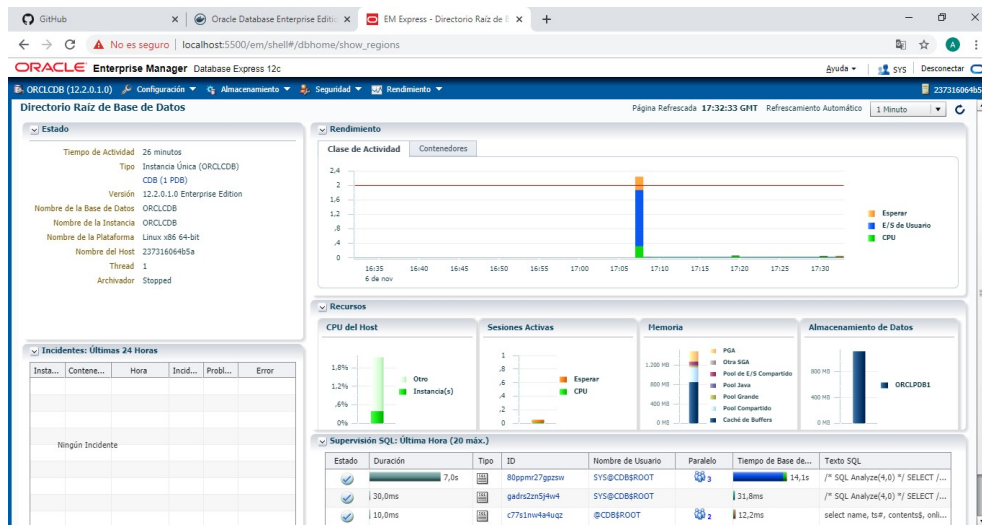 GitHub
Oracle Database Enterprise Editio
EM Express - Directorio Raíz de
No es seguro | localhost:5500/em/shell#/dbhome/show_regions
A
ORACLE Enterprise Manager Database Express 12c
Ayuda
SYS
Desconectar
ORCLCDB (12.2.0.1.0) Configuración Almacenamiento Seguridad Rendimiento
237316064b5
Directorio Raíz de Base de Datos
Página Refrescada 17:32:33 GMT Refrescamiento Automático 1 Minuto
Estado
Tiempo de Actividad 26 minutos
Tipo Instancia Única (ORCLCDB)
CDB (1 PDB)
Versión 12.2.0.1.0 Enterprise Edition
Nombre de la Base de Datos ORCLCDB
Nombre de la Instancia ORCLCDB
Nombre de la Plataforma Linux x86 64-bit
Nombre del Host 237316064b5a
Thread 1
Archivador Stopped
Rendimiento
Clase de Actividad Contenedores
2,4
2
1,6
1,2
,8
,4
0
16:35 16:40 16:45 16:50 16:55 17:00 17:05 17:10 17:15 17:20 17:25 17:30
6 de nov
Esperar
E/S de Usuario
CPU
Recursos
CPU del Host
1,8%
1,2%
,6%
0%
Otro
Instancia(s)
Sesiones Activas
1
,8
,6
,4
,2
0
Esperar
CPU
Memoria
1.200 MB
800 MB
400 MB
0 MB
PGA
Otra SGA
Pool de E/S Compartido
Pool Java
Pool Grande
Pool Compartido
Caché de Buffers
Almacenamiento de Datos
800 MB
400 MB
0 MB
ORCLPDB1
Incidentes: Últimas 24 Horas
Insta... Contene... Hora Incid... Probl... Error
Ningún Incidente
Supervisión SQL: Última Hora (20 máx.)
Estado Duración Tipo ID Nombre de Usuario Paralelo Tiempo de Base de... Texto SQL
7,0s 80ppmr27gpzsw SYS@CDB$ROOT 3 14,1s /* SQL Analyze(4,0) */ SELECT /...
30,0ms gadrs2zn5j4w4 SYS@CDB$ROOT 31,8ms /* SQL Analyze(4,0) */ SELECT /...
10,0ms c77s1nw4a4uqz @CDB$ROOT 2 12,2ms select name, ts#, contents$, onli...